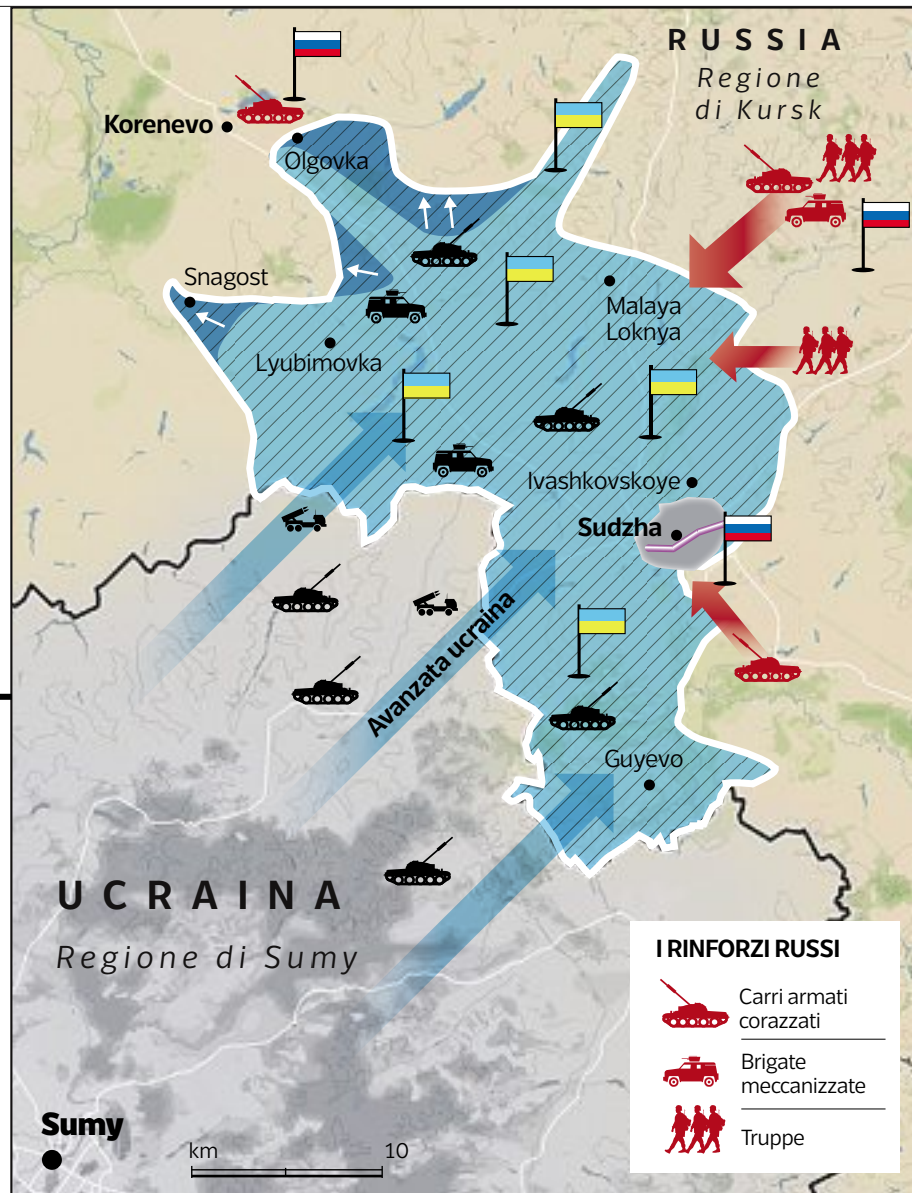 RUSSIA
Regione
di Kursk
Korenevo
Olgovka
Snagost
Malaya
Loknya
Lyubimovka
Ivashkovskoye
Sudzha
Avanzata ucraina
Guyevo
UCRAINA
Regione di Sumy
Sumy
km 10
I RINFORZI RUSSI
Carri armati
corazzati
Brigate
meccanizzate
Truppe